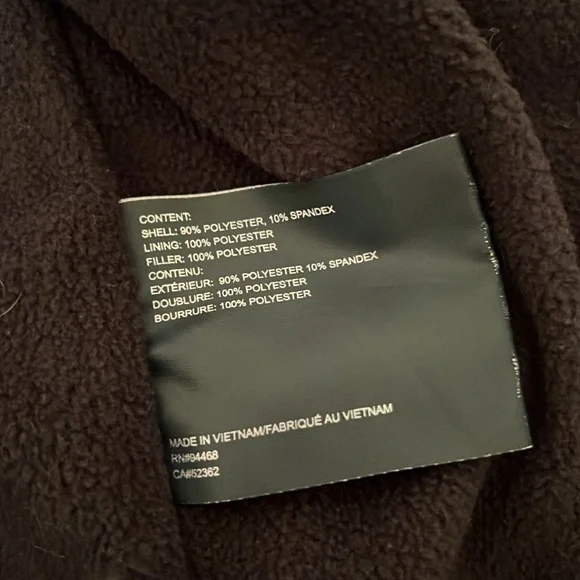 CONTENT:
SHELL: 90% POLYESTER, 10% SPANDEX
LINING: 100% POLYESTER
FILLER: 100% POLYESTER
CONTENU:
EXTÉRIEUR: 90% POLYESTER 10% SPANDEX
DOUBLURE: 100% POLYESTER
BOURRURE: 100% POLYESTER
MADE IN VIETNAM/FABRIQUÉ AU VIETNAM
RN#94468
CA#52362